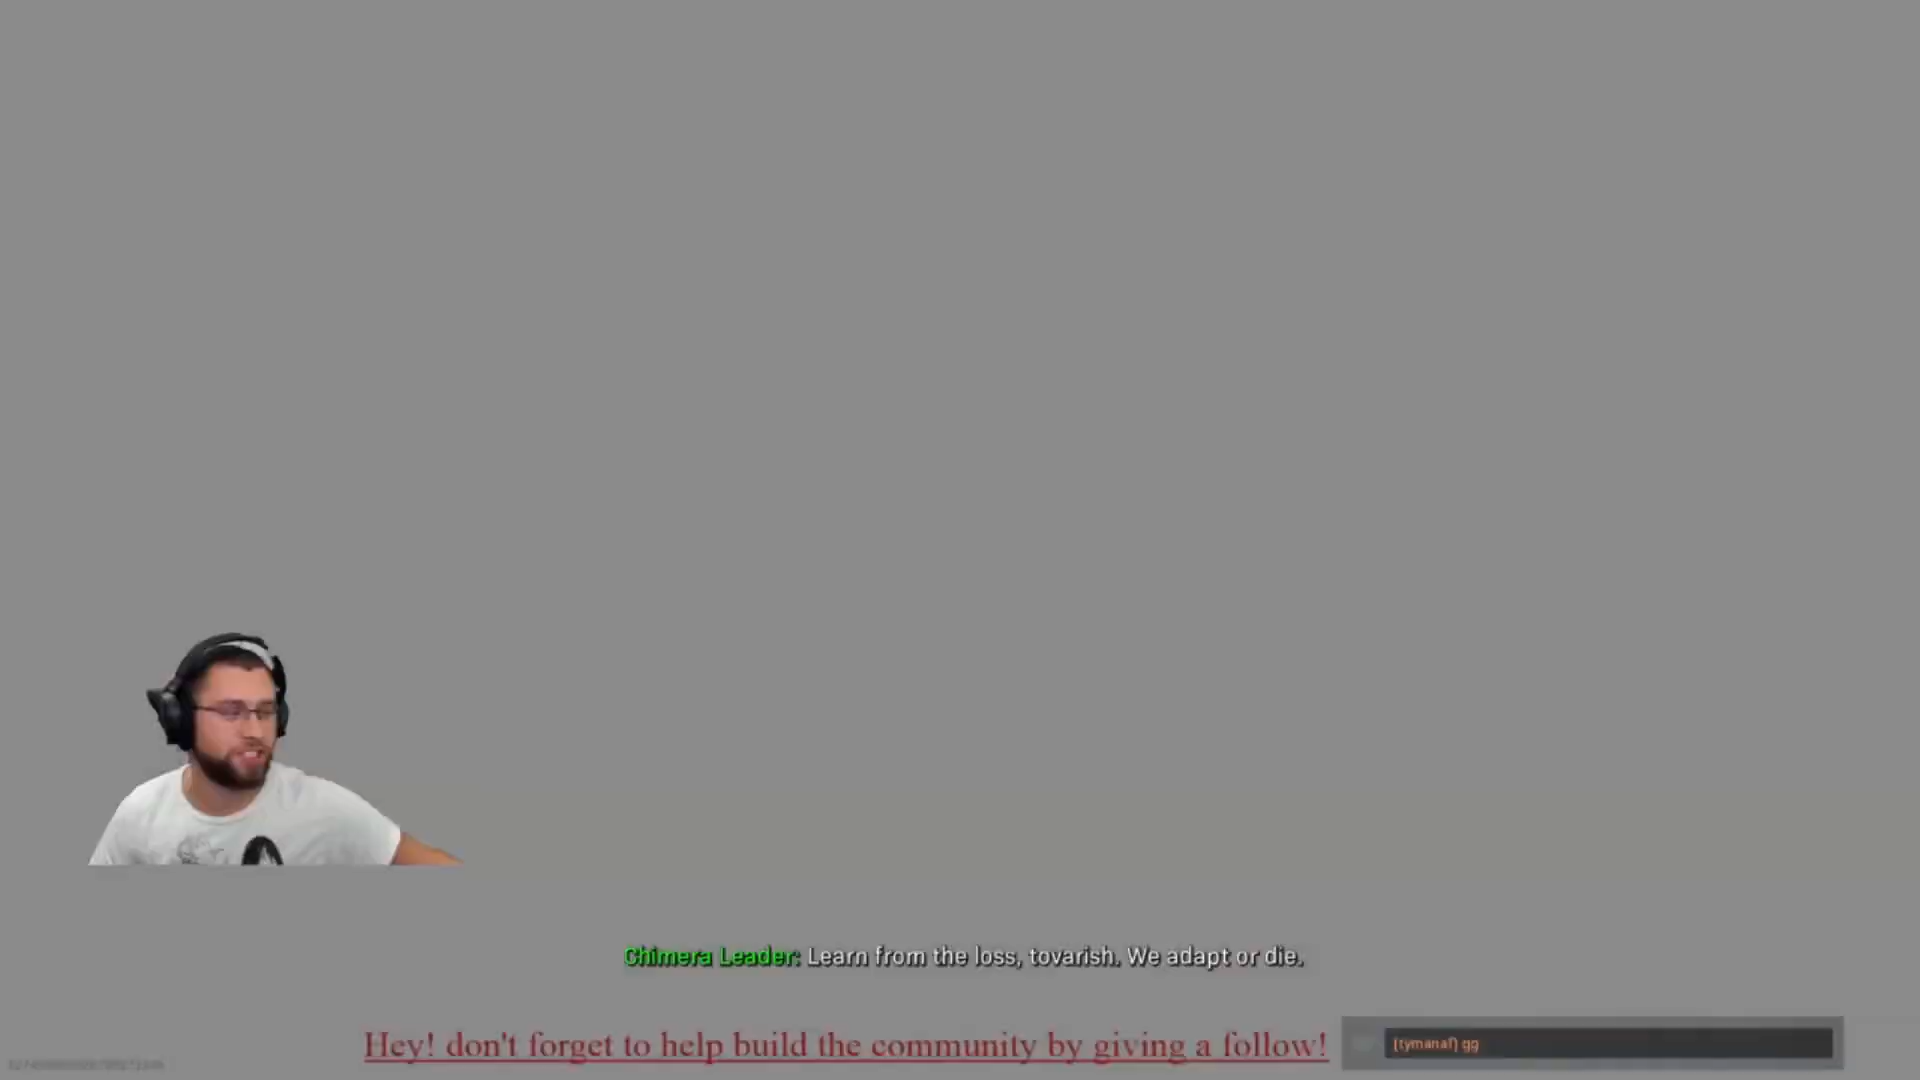 Chimera Leader: Learn from the loss, tovarish. We adapt or die.
Hey! don't forget to help build the community by giving a follow!
[tymanaf] gg